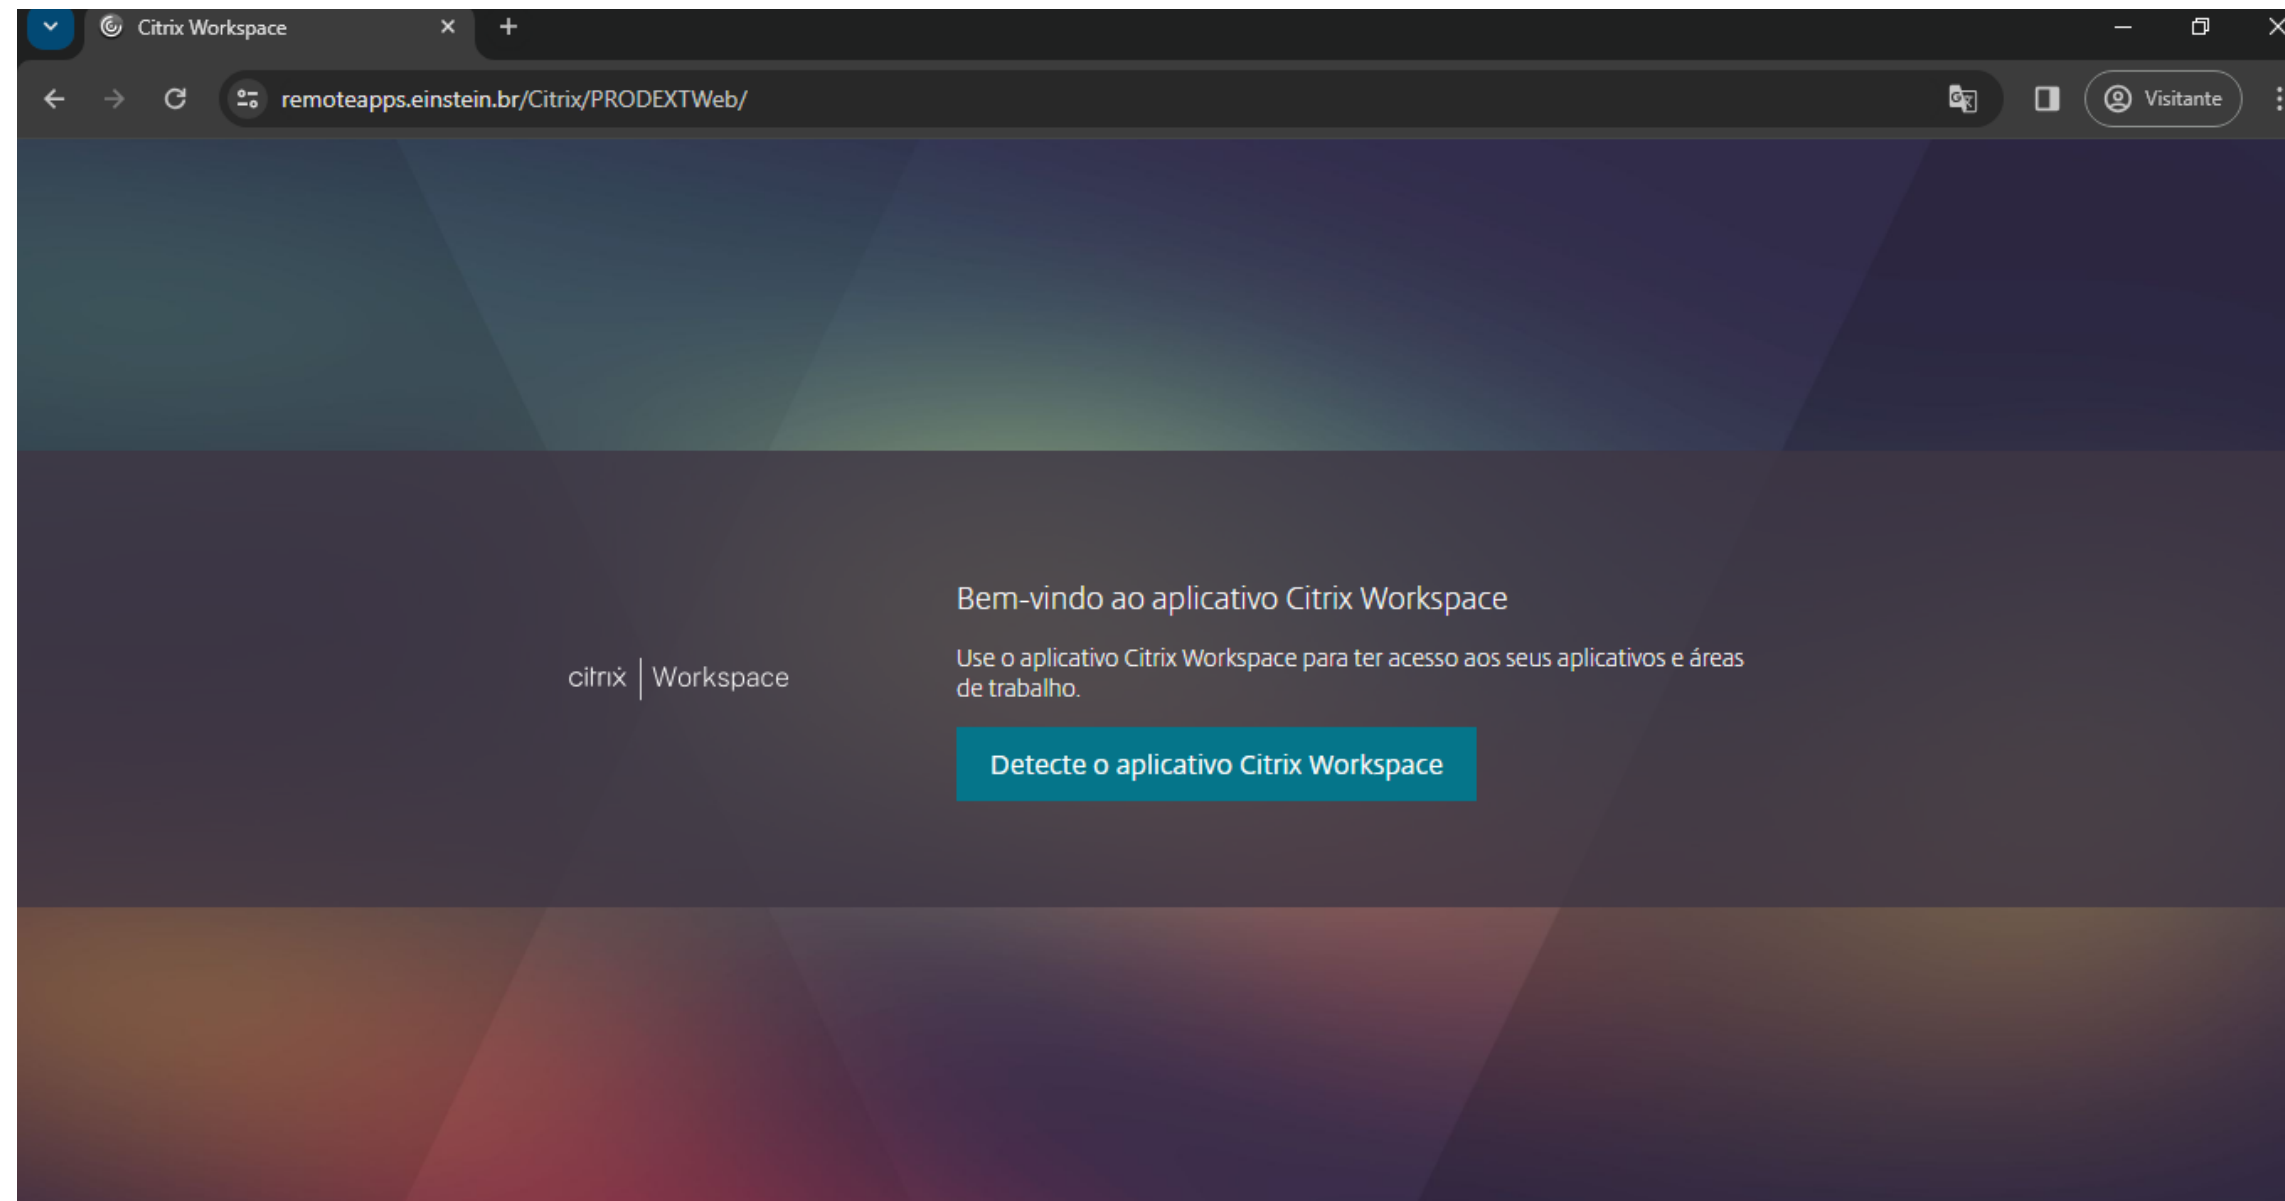 Citrix Workspace
remoteapps.einstein.br/Citrix/PRODEXTWeb/
Visitante
Bem-vindo ao aplicativo Citrix Workspace
Use o aplicativo Citrix Workspace para ter acesso aos seus aplicativos e áreas
de trabalho.
citrix | Workspace
Detecte o aplicativo Citrix Workspace